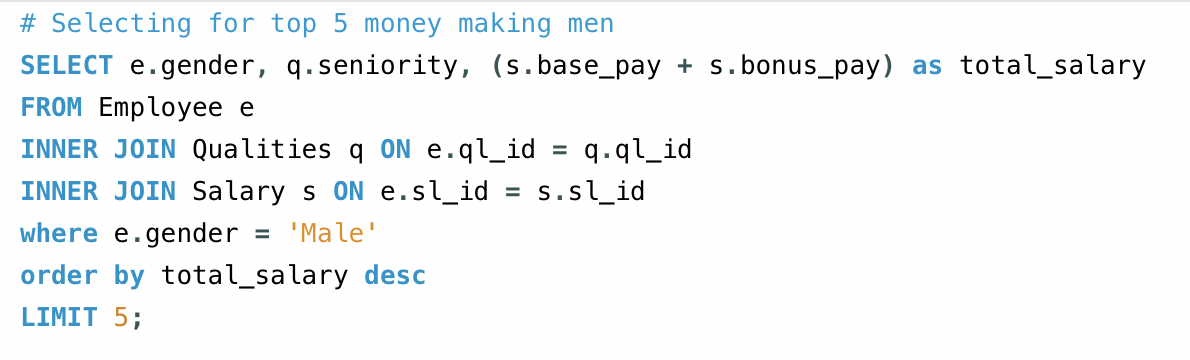 # Selecting for top 5 money making men
SELECT e.gender, q.seniority, (s.base_pay + s.bonus_pay) as total_salary
FROM Employee e
INNER JOIN Qualities q ON e.ql_id = q.ql_id
INNER JOIN Salary s ON e.sl_id = s.sl_id
where e.gender = 'Male'
order by total_salary desc
LIMIT 5;